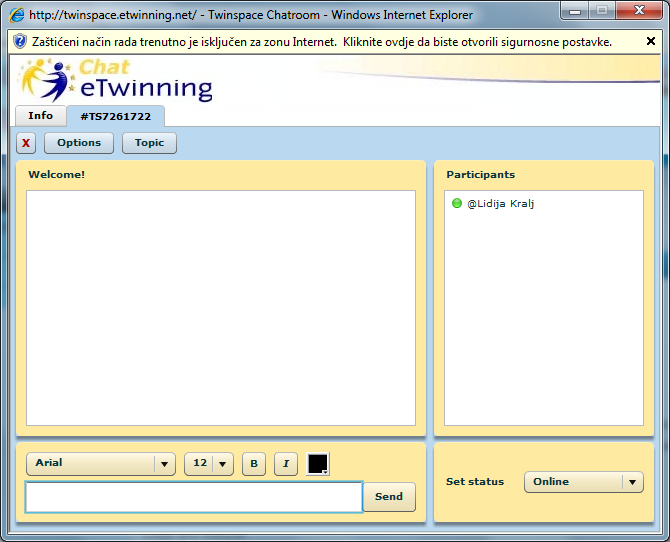 http://twinspace.etwinning.net/ - Twinspace Chatroom - Windows Internet Explorer
Zaštićeni način rada trenutno je isključen za zonu Internet. Kliknite ovdje da biste otvorili sigurnosne postavke.
Chat
eTwinning
Info #TS7261722
X Options Topic
Welcome!
Participants
@Lidija Kralj
Arial 12 B I
Send
Set status Online